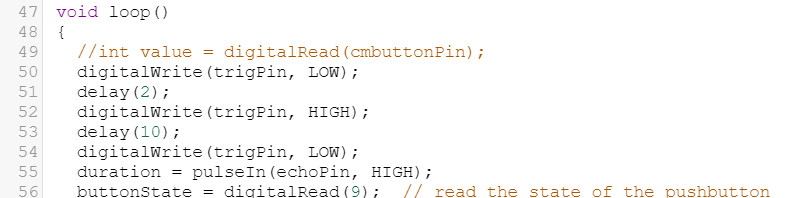 47 void loop()
48 {
49 //int value = digitalRead(cmbuttonPin);
50 digitalWrite(trigPin, LOW);
51 delay(2);
52 digitalWrite(trigPin, HIGH);
53 delay(10);
54 digitalWrite(trigPin, LOW);
55 duration = pulseIn(echoPin, HIGH);
56 buttonState = digitalRead(9); // read the state of the pushbutton